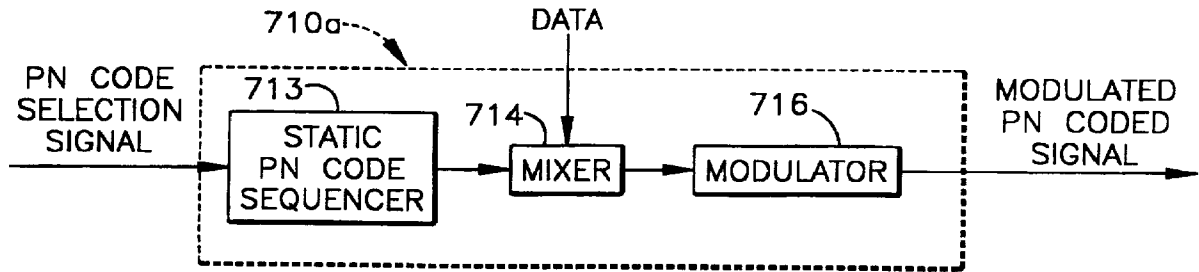 710a
DATA
PN CODE
SELECTION
SIGNAL
713
STATIC
PN CODE
SEQUENCER
714
MIXER
716
MODULATOR
MODULATED
PN CODED
SIGNAL